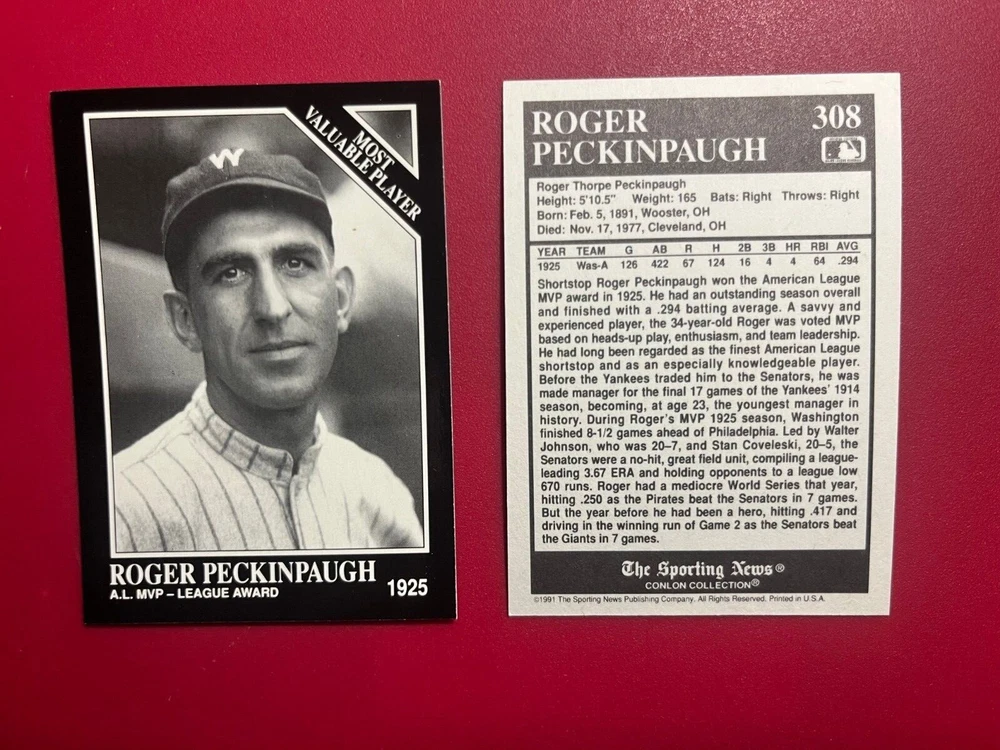 W
MOST
VALUABLE PLAYER
ROGER PECKINPAUGH
A.L. MVP – LEAGUE AWARD
1925
ROGER
PECKINPAUGH
308
Roger Thorpe Peckinpaugh
Height: 5'10.5" Weight: 165 Bats: Right Throws: Right
Born: Feb. 5, 1891, Wooster, OH
Died: Nov. 17, 1977, Cleveland, OH
YEAR TEAM G AB R H 2B 3B HR RBI AVG
1925 Was-A 126 422 67 124 16 4 4 64 .294
Shortstop Roger Peckinpaugh won the American League
MVP award in 1925. He had an outstanding season overall
and finished with a .294 batting average. A savvy and
experienced player, the 34-year-old Roger was voted MVP
based on heads-up play, enthusiasm, and team leadership.
He had long been regarded as the finest American League
shortstop and as an especially knowledgeable player.
Before the Yankees traded him to the Senators, he was
made manager for the final 17 games of the Yankees' 1914
season, becoming, at age 23, the youngest manager in
history. During Roger's MVP 1925 season, Washington
finished 8-1/2 games ahead of Philadelphia. Led by Walter
Johnson, who was 20–7, and Stan Coveleski, 20–5, the
Senators were a no-hit, great field unit, compiling a league-
leading 3.67 ERA and holding opponents to a league low
670 runs. Roger had a mediocre World Series that year,
hitting .250 as the Pirates beat the Senators in 7 games.
But the year before he had been a hero, hitting .417 and
driving in the winning run of Game 2 as the Senators beat
the Giants in 7 games.
The Sporting News®
CONLON COLLECTION®
©1991 The Sporting News Publishing Company. All Rights Reserved. Printed in U.S.A.